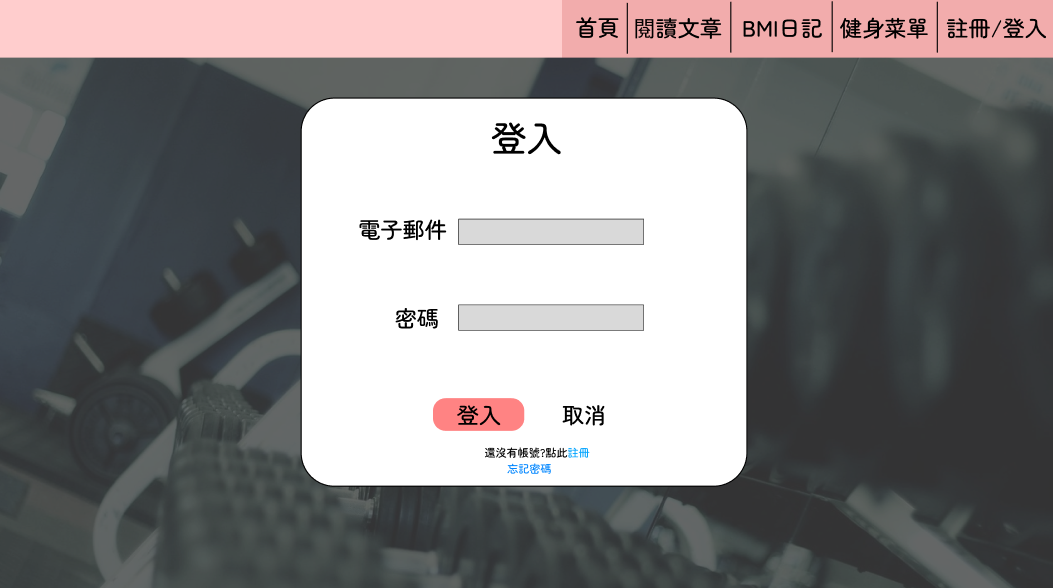 首頁 閱讀文章 BMI日記 健身菜單 註冊/登入
登入
電子郵件
密碼
登入 取消
還沒有帳號?點此註冊
忘記密碼